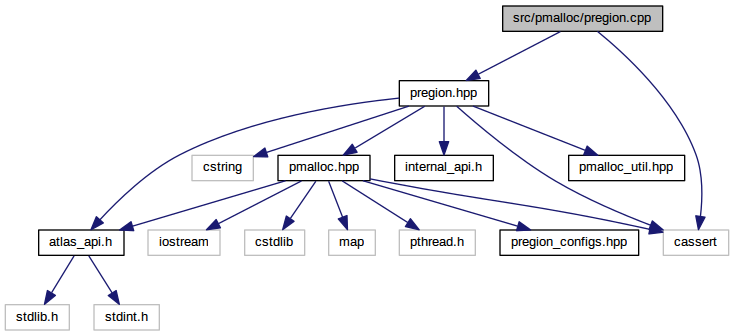 src/pmalloc/pregion.cpp
pregion.hpp
cstring
pmalloc.hpp
internal_api.h
pmalloc_util.hpp
atlas_api.h
iostream
cstdlib
map
pthread.h
pregion_configs.hpp
cassert
stdlib.h
stdint.h